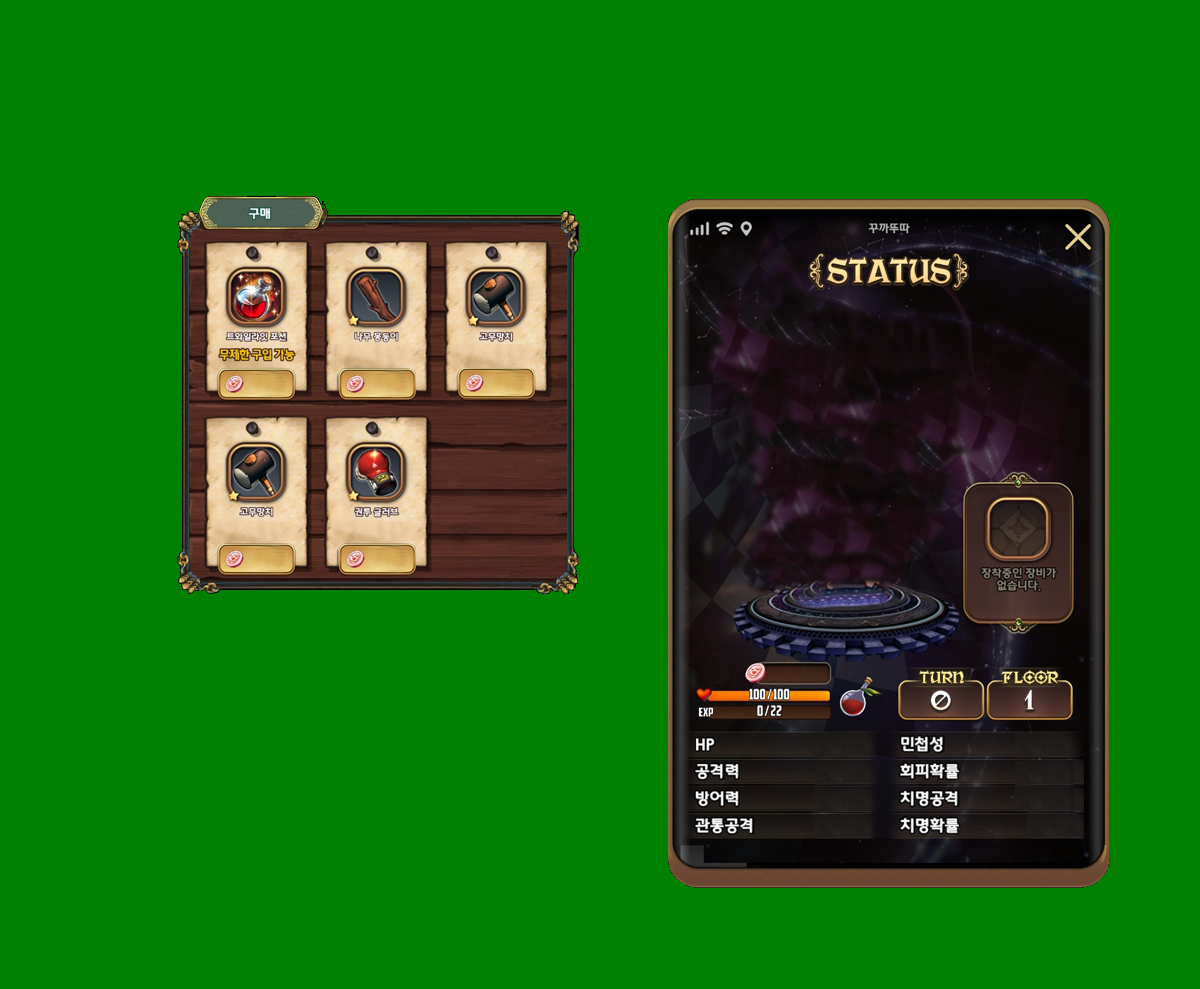 구매
트와일라잇 포션
무제한 구입 가능
나무 몽둥이
고무망치
고무망치
권투 글러브
꾸까뚜따
STATUS
장착중인 장비가
없습니다.
100/100
EXP 0/22
TURN
0
FLOOR
1
HP
민첩성
공격력
회피확률
방어력
치명공격
관통공격
치명확률